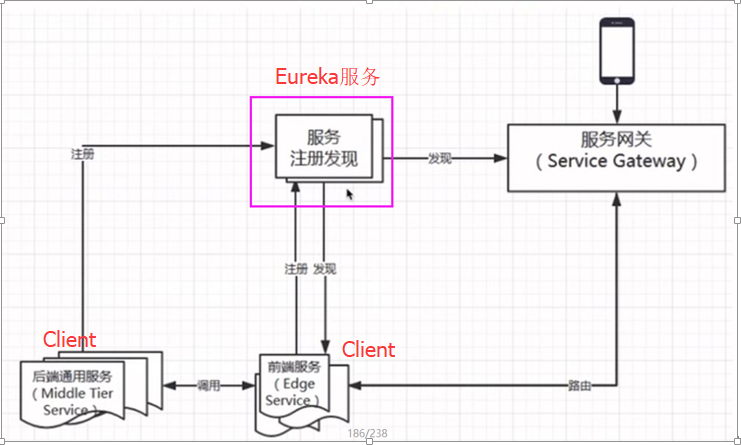 Eureka服务
服务
注册发现
服务网关
（Service Gateway）
注册
发现
注册
发现
Client
Client
后端通用服务
（Middle Tier
Service）
前端服务
（Edge
Service）
调用
路由
186/238